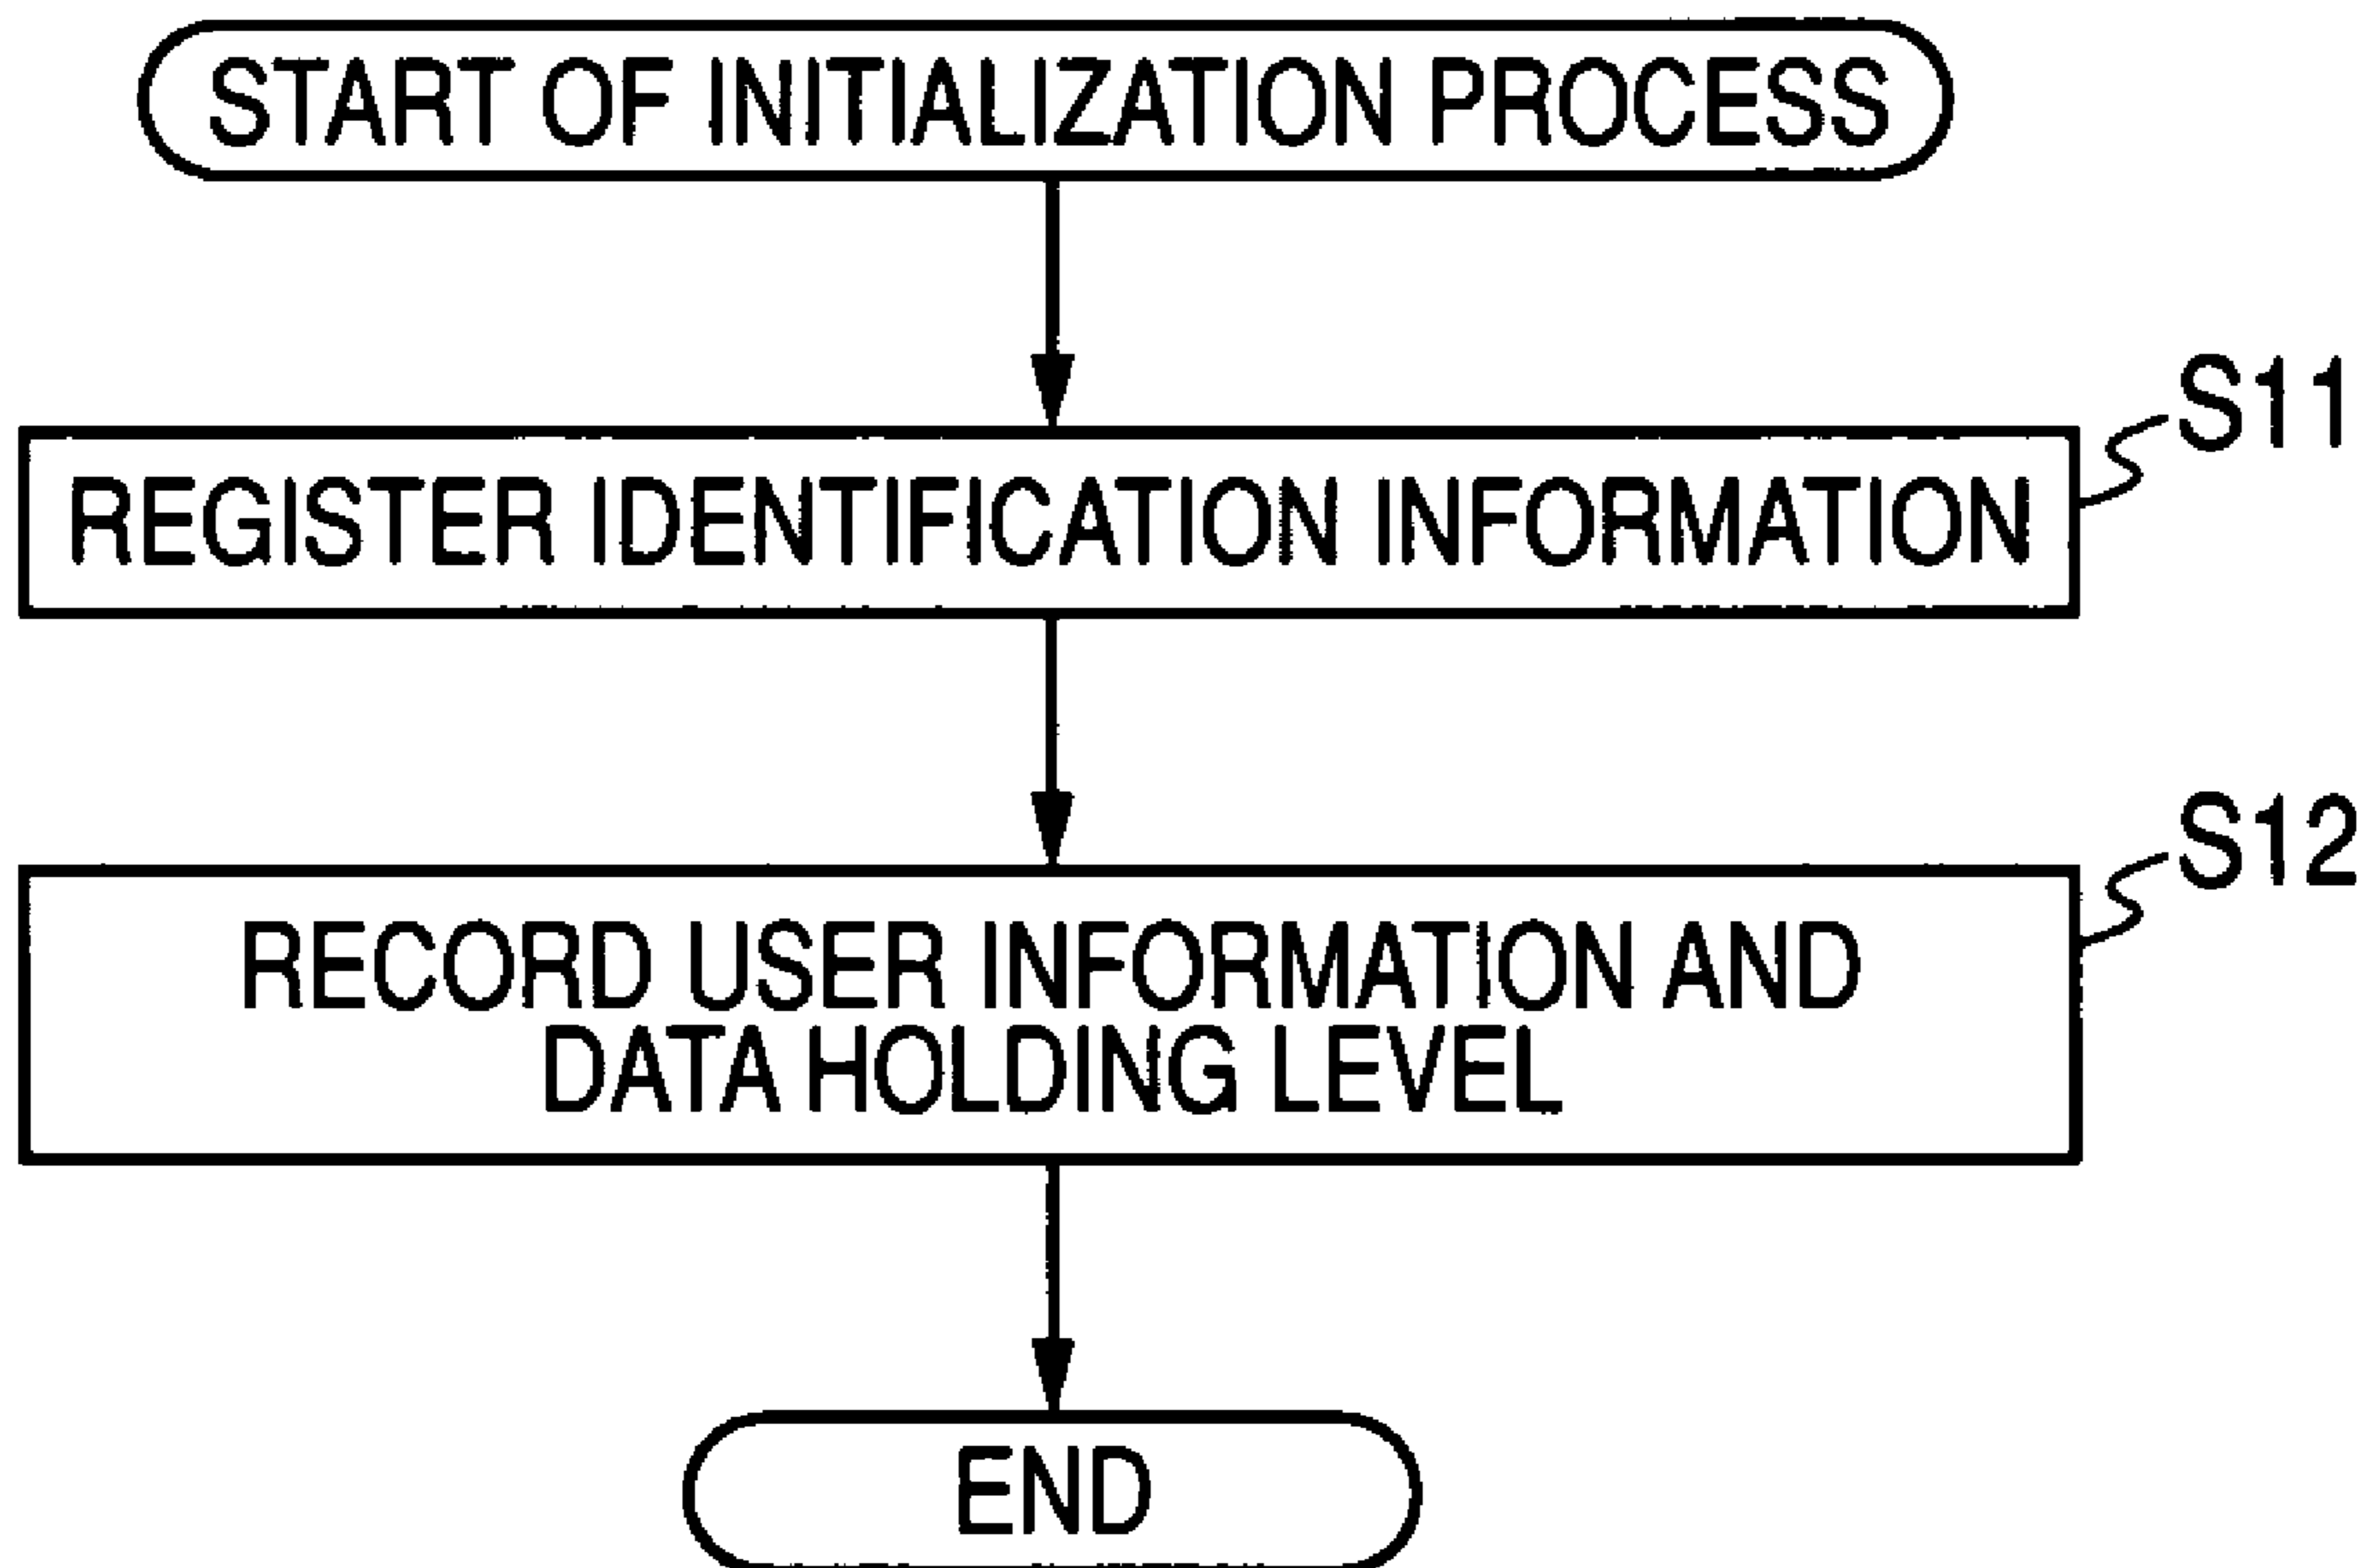 START OF INITIALIZATION PROCESS
S11
REGISTER IDENTIFICATION INFORMATION
S12
RECORD USER INFORMATION AND
DATA HOLDING LEVEL
END